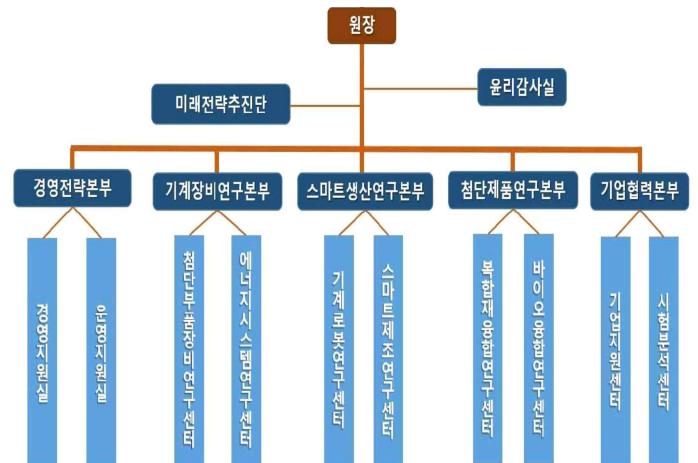 원장
윤리감사실
미래전략추진단
경영전략본부
기계장비연구본부
스마트생산연구본부
첨단제품연구본부
기업협력본부
경영지원실
운영지원실
첨단부품장비연구센터
에너지시스템연구센터
기계로봇연구센터
스마트제조연구센터
복합재융합연구센터
바이오융합연구센터
기업지원센터
시험분석센터